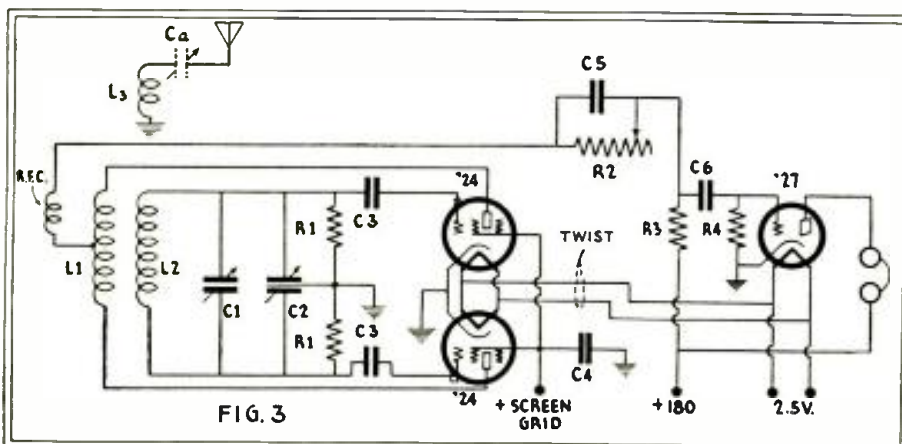 Ca
L3
C5
R2
R.F.C.
'24
C6
'27
C3
R1
R3
R4
TWIST
L1
L2
C1
C2
R1
C3
C4
'24
FIG. 3
+ SCREEN
GRID
+180
2.5V.